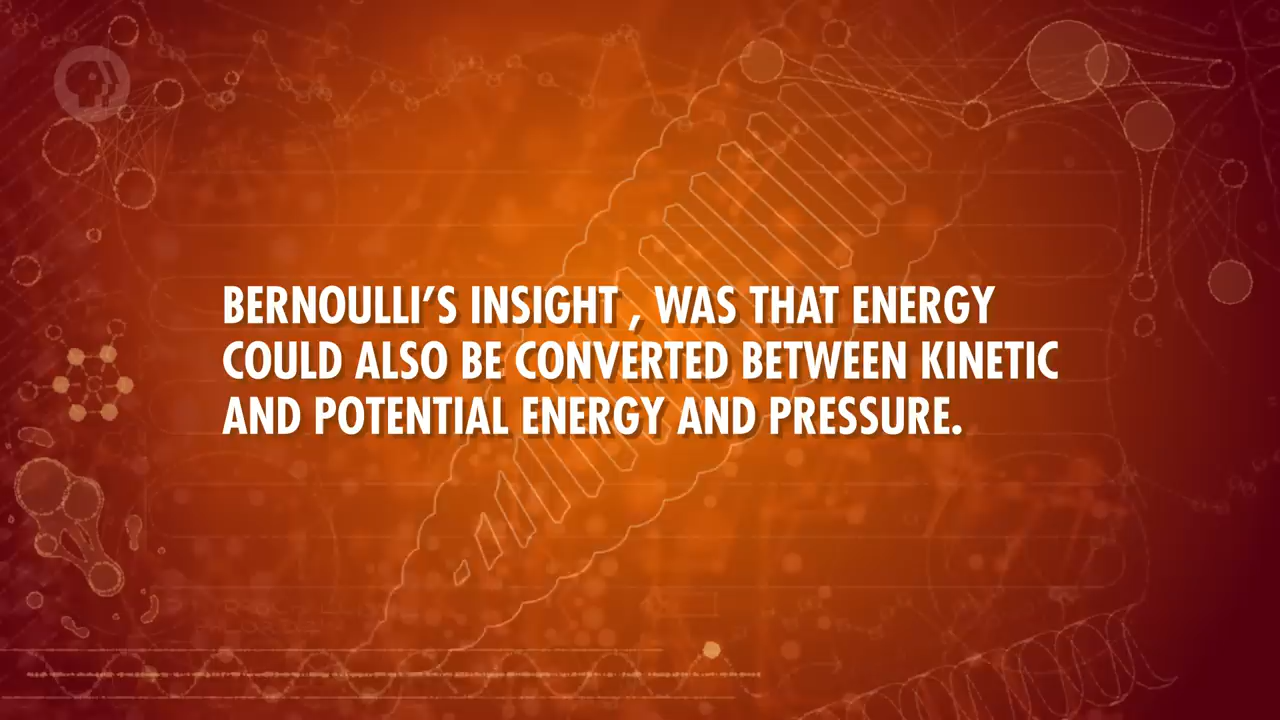 BERNOULLI’S INSIGHT , WAS THAT ENERGY
COULD ALSO BE CONVERTED BETWEEN KINETIC
AND POTENTIAL ENERGY AND PRESSURE.